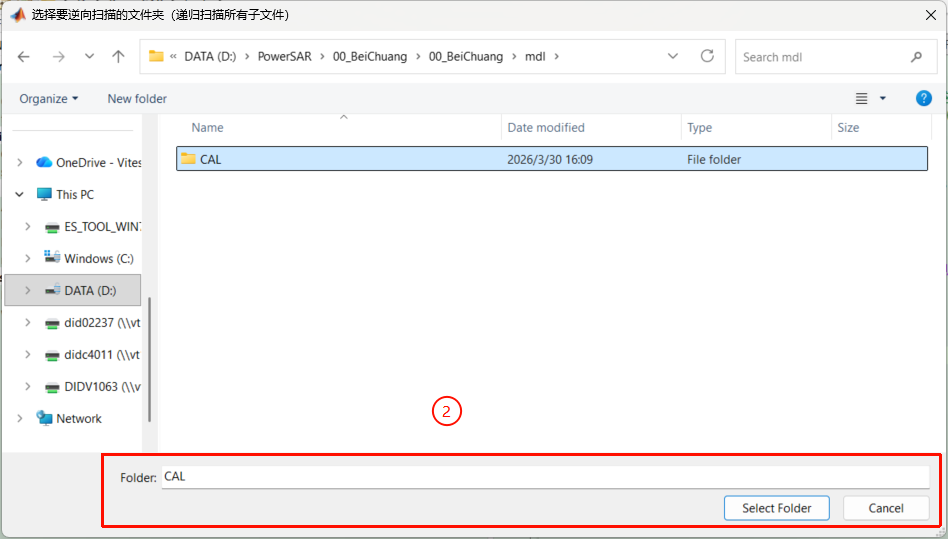 选择要逆向扫描的文件夹（递归扫描所有子文件）
« DATA (D:) › PowerSAR › 00_BeiChuang › 00_BeiChuang › mdl ›
Search mdl
Organize
New folder
?
Name
Date modified
Type
Size
CAL
2026/3/30 16:09
File folder
OneDrive - Vites
This PC
ES_TOOL_WIN7
Windows (C:)
DATA (D:)
did02237 (\\vt
didc4011 (\\vt
DIDV1063 (\\v
Network
2
Folder: CAL
Select Folder
Cancel